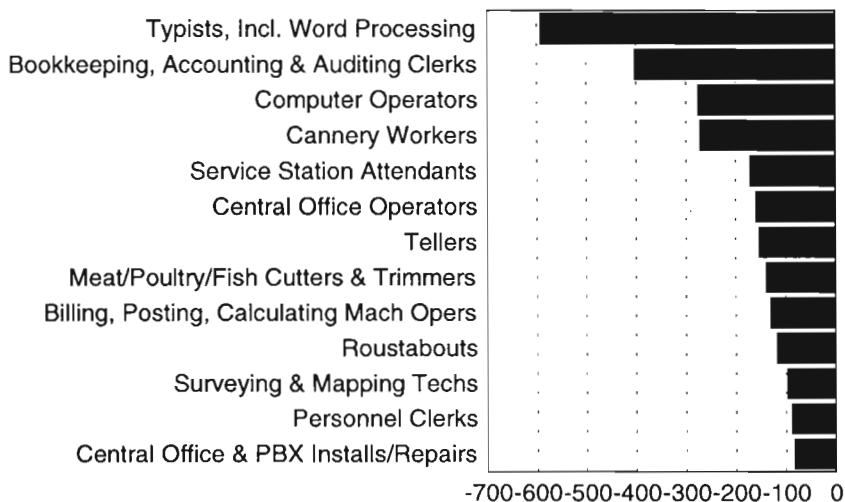 Typists, Incl. Word Processing
Bookkeeping, Accounting & Auditing Clerks
Computer Operators
Cannery Workers
Service Station Attendants
Central Office Operators
Tellers
Meat/Poultry/Fish Cutters & Trimmers
Billing, Posting, Calculating Mach Opers
Roustabouts
Surveying & Mapping Techs
Personnel Clerks
Central Office & PBX Installs/Repairs
-700-600-500-400-300-200-100 0